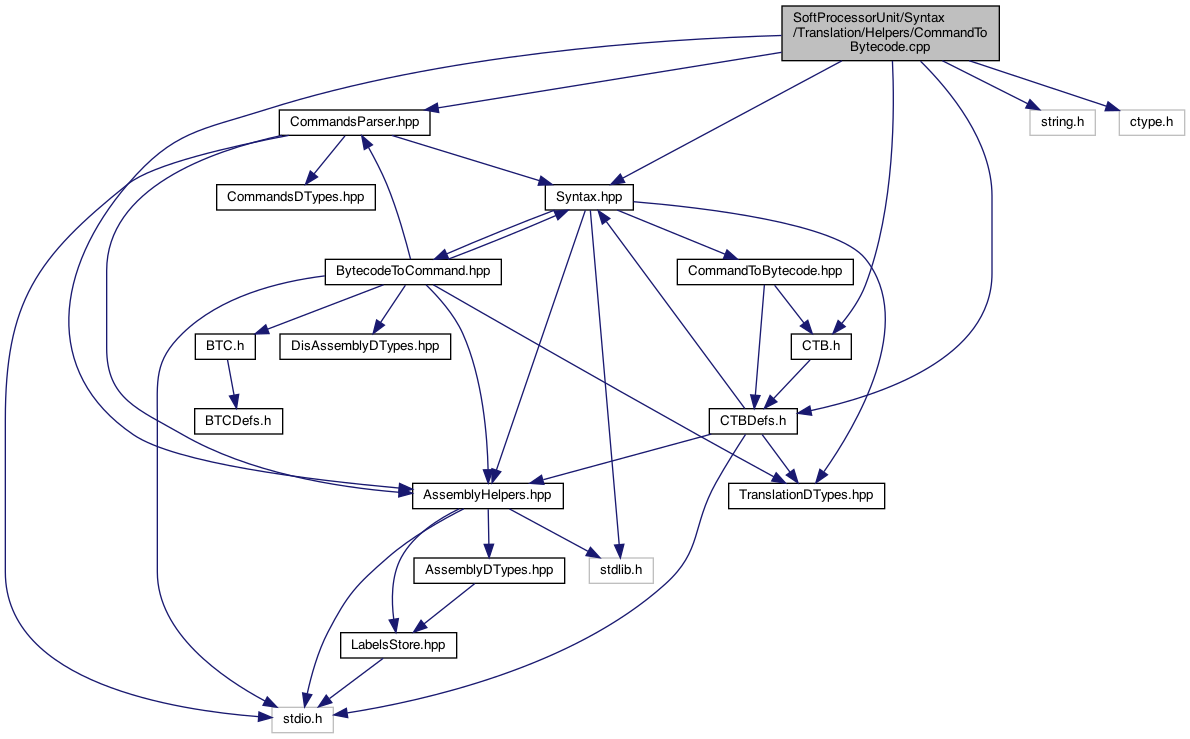 SoftProcessorUnit/Syntax
/Translation/Helpers/CommandTo
Bytecode.cpp
CommandsParser.hpp
string.h
ctype.h
CommandsDTypes.hpp
Syntax.hpp
BytecodeToCommand.hpp
CommandToBytecode.hpp
BTC.h
DisAssemblyDTypes.hpp
CTB.h
BTCDefs.h
CTBDefs.h
AssemblyHelpers.hpp
TranslationDTypes.hpp
AssemblyDTypes.hpp
stdlib.h
LabelsStore.hpp
stdio.h